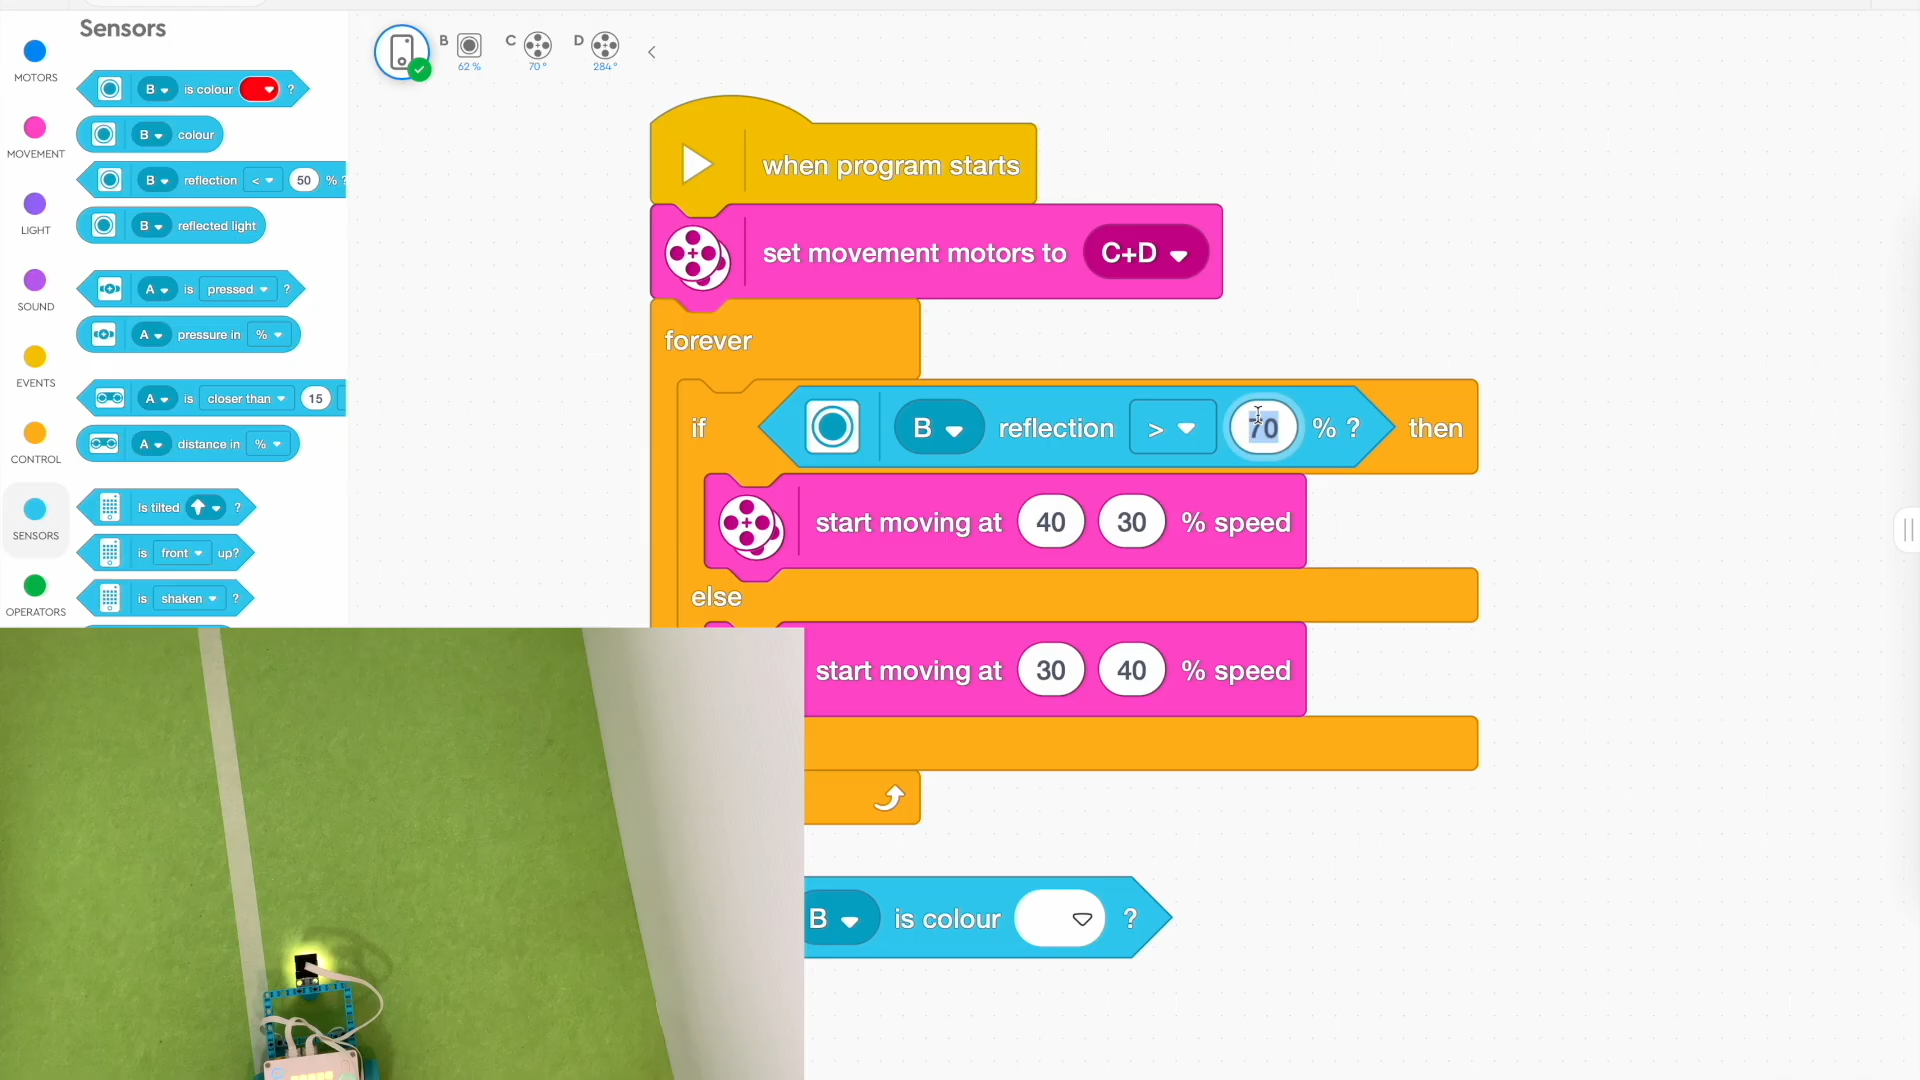 Sensors
MOTORS
MOVEMENT
LIGHT
SOUND
EVENTS
CONTROL
SENSORS
OPERATORS
B is colour ?
B colour
B reflection < 50 % ?
B reflected light
A is pressed ?
A pressure in %
A is closer than 15
A distance in %
Is tilted ?
is front up?
is shaken ?
B 62 %
C 70 °
D 284 °
when program starts
set movement motors to C+D
forever
if B reflection > 70 % ? then
start moving at 40 30 % speed
else
start moving at 30 40 % speed
B is colour ?